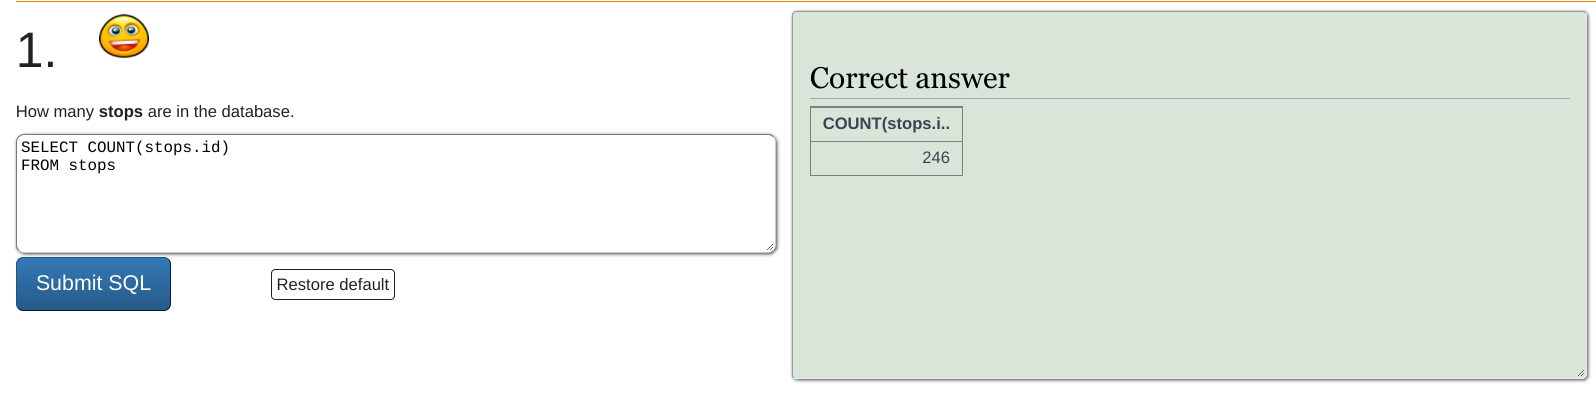 1.
How many stops are in the database.
SELECT COUNT(stops.id)
FROM stops
Submit SQL
Restore default
Correct answer
COUNT(stops.i..
246